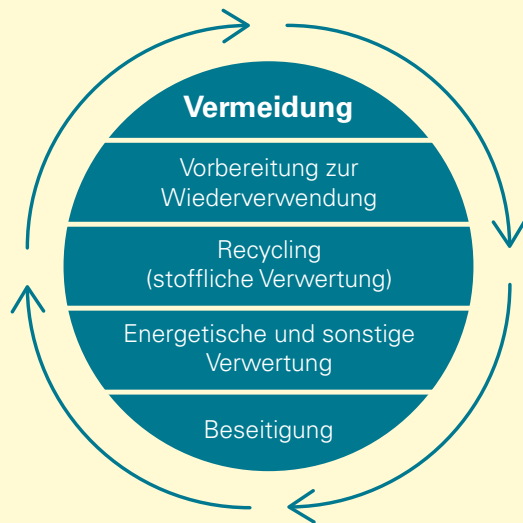 Vermeidung
Vorbereitung zur
Wiederverwendung
Recycling
(stoffliche Verwertung)
Energetische und sonstige
Verwertung
Beseitigung